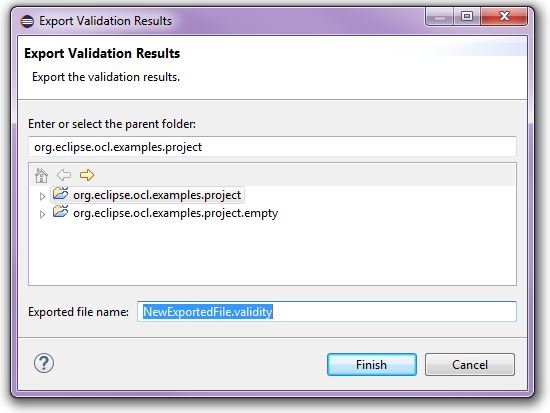 Export Validation Results
Export Validation Results
Export the validation results.
Enter or select the parent folder:
org.eclipse.ocl.examples.project
org.eclipse.ocl.examples.project
org.eclipse.ocl.examples.project.empty
Exported file name: NewExportedFile.validity
? Finish Cancel